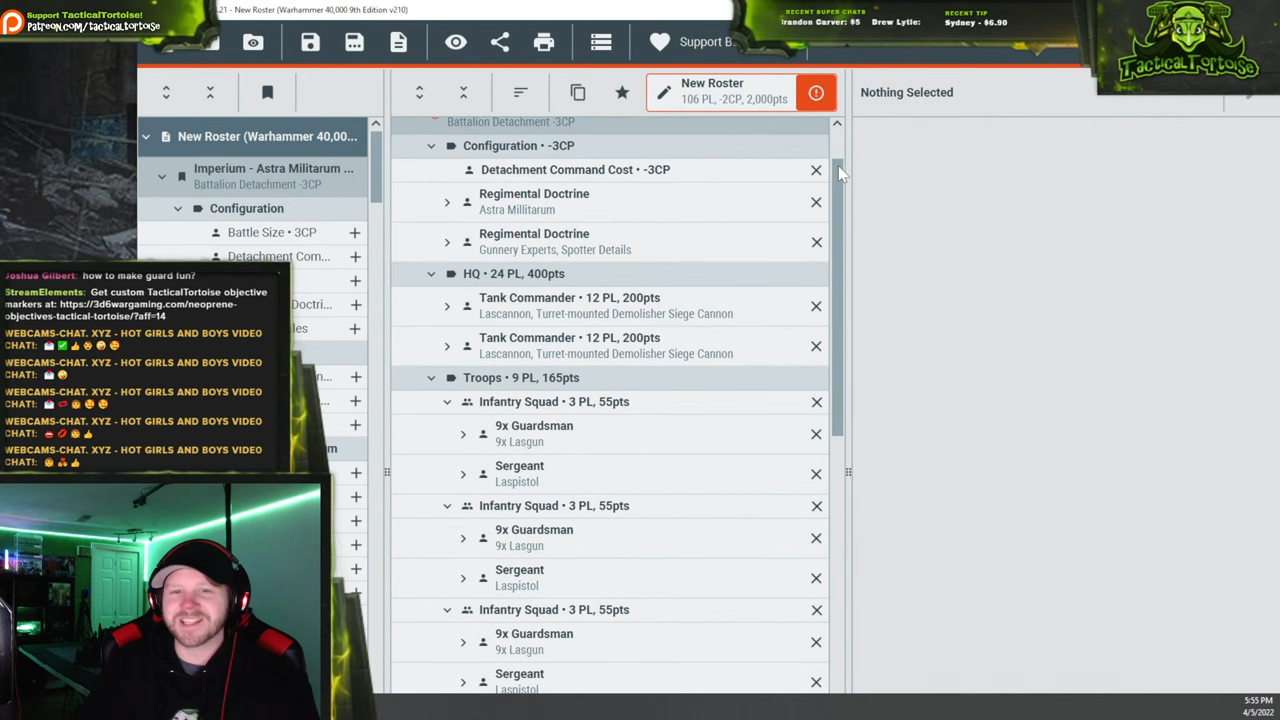 Support TacticalTortoise!
Patreon.com/tacticaltortoise
.21 - New Roster (Warhammer 40,000 9th Edition v210)
RECENT SUPER CHATS
Brandon Carver: $5 Drew Lytle:
RECENT TIP
Sydney - $6.90
TACTICALTORTOISE
Support B
New Roster
106 PL, -2CP, 2,000pts
Nothing Selected
New Roster (Warhammer 40,00...
Imperium - Astra Militarum ...
Battalion Detachment -3CP
Configuration
Battle Size • 3CP
Detachment Com...
Doctri...
les
Battalion Detachment -3CP
Configuration • -3CP
Detachment Command Cost • -3CP
Regimental Doctrine
Astra Millitarum
Regimental Doctrine
Gunnery Experts, Spotter Details
HQ • 24 PL, 400pts
Tank Commander • 12 PL, 200pts
Lascannon, Turret-mounted Demolisher Siege Cannon
Tank Commander • 12 PL, 200pts
Lascannon, Turret-mounted Demolisher Siege Cannon
Troops • 9 PL, 165pts
Infantry Squad • 3 PL, 55pts
9x Guardsman
9x Lasgun
Sergeant
Laspistol
Infantry Squad • 3 PL, 55pts
9x Guardsman
9x Lasgun
Sergeant
Laspistol
Infantry Squad • 3 PL, 55pts
9x Guardsman
9x Lasgun
Sergeant
Laspistol
Joshua Gilbert: how to make guard fun?
StreamElements: Get custom TacticalTortoise objective
markers at: https://3d6wargaming.com/neoprene-
objectives-tactical-tortoise/?aff=14
WEBCAMS-CHAT. XYZ - HOT GIRLS AND BOYS VIDEO
CHAT!:
WEBCAMS-CHAT. XYZ - HOT GIRLS AND BOYS VIDEO
CHAT!:
WEBCAMS-CHAT. XYZ - HOT GIRLS AND BOYS VIDEO
CHAT!:
WEBCAMS-CHAT. XYZ - HOT GIRLS AND BOYS VIDEO
CHAT!:
WEBCAMS-CHAT. XYZ - HOT GIRLS AND BOYS VIDEO
CHAT!:
5:55 PM
4/5/2022